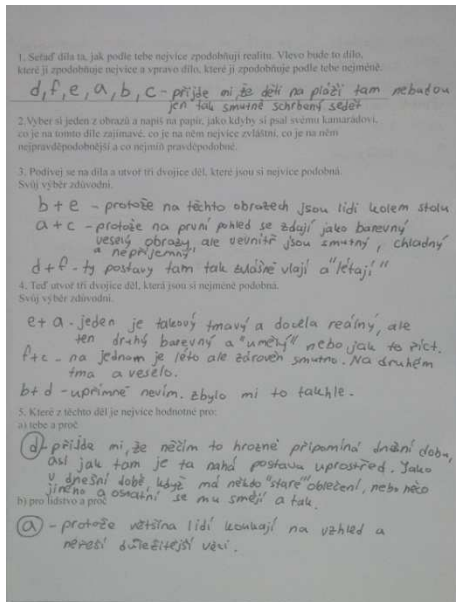 1. Seřaď díla ta, jak podle tebe nejvíce zpodobňují realitu. Vlevo bude to dílo,
které ji zpodobňuje nejvíce a vpravo dílo, které ji zpodobňuje podle tebe nejméně.
d, f, e, a, b, c - přijde mi, že děti na pláži tam nebudou
jen tak smutně schrbený sedět
2.Vyber si jeden z obrazů a napiš na papír, jako kdyby si psal svému kamarádovi,
co je na tomto díle zajímavé, co je na něm nejvíce zvláštní, co je na něm
nejpravděpodobnější a co nejmíň pravděpodobné.
3. Podívej se na díla a utvoř tři dvojice děl, které jsou si nejvíce podobná.
Svůj výběr zdůvodni.
b + e - protože na těchto obrazech jsou lidi kolem stolu
a + c - protože na první pohled se zdají jako barevný
veselý obrazy, ale uvnitř jsou smutný, chladný
a nepříjemný
d + f - ty postavy tam tak zvláštně vlají a "létají"
4. Teď utvoř tři dvojice děl, která jsou si nejméně podobná.
Svůj výběr zdůvodni.
e + a - jeden je takový tmavý a docela reálný, ale
ten druhý barevný a "umělý" nebo jak to říct.
f + c - na jednom je léto ale zároveň smutno. Na druhém
tma a veselo.
b + d - upřímně nevím. zbylo mi to takhle.
5. Které z těchto děl je nejvíce hodnotné pro:
a) tebe a proč
d - přijde mi, že něčím to hrozně připomíná dnešní dobu,
asi jak tam je ta nahá postava uprostřed. Jako
v dnešní době, když má někdo "staré" oblečení, nebo něco
jiného a ostatní se mu smějí a tak.
b) pro lidstvo a proč
a - protože většina lidí koukají na vzhled a
neřeší důležitější věci.